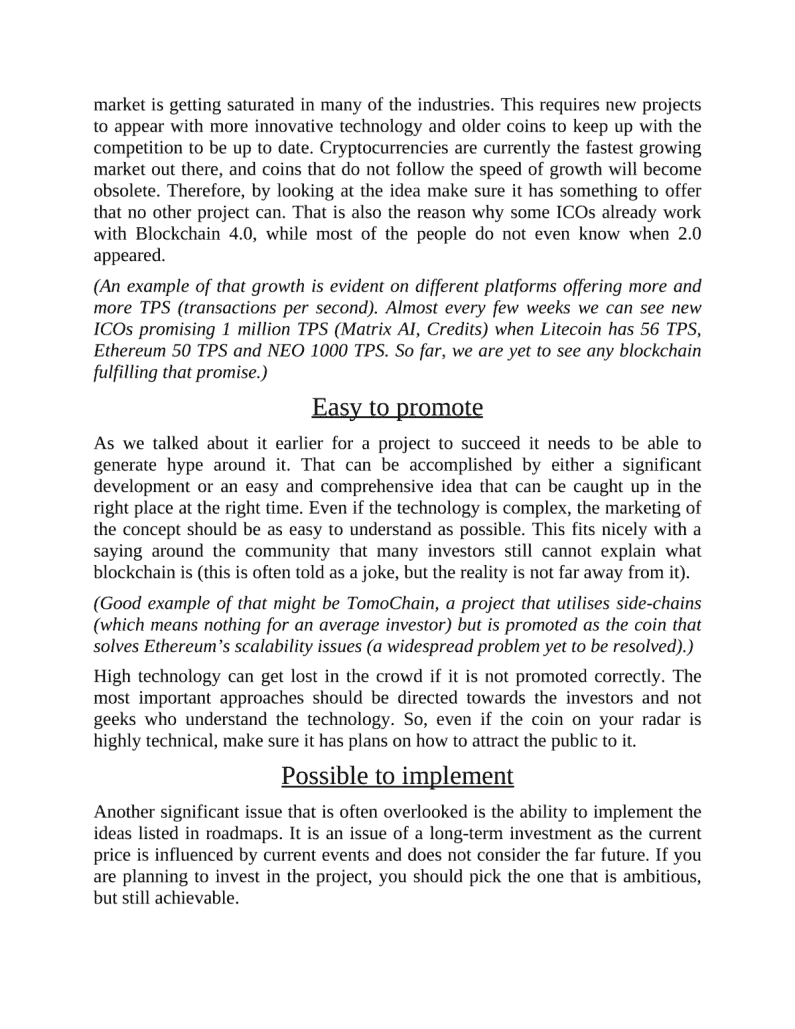 market is getting saturated in many of the industries. This requires new projects
to appear with more innovative technology and older coins to keep up with the
competition to be up to date. Cryptocurrencies are currently the fastest growing
market out there, and coins that do not follow the speed of growth will become
obsolete. Therefore, by looking at the idea make sure it has something to offer
that no other project can. That is also the reason why some ICOs already work
with Blockchain 4.0, while most of the people do not even know when 2.0
appeared.
(An example of that growth is evident on different platforms offering more and
more TPS (transactions per second). Almost every few weeks we can see new
ICOs promising 1 million TPS (Matrix AI, Credits) when Litecoin has 56 TPS,
Ethereum 50 TPS and NEO 1000 TPS. So far, we are yet to see any blockchain
fulfilling that promise.)
Easy to promote
As we talked about it earlier for a project to succeed it needs to be able to
generate hype around it. That can be accomplished by either a significant
development or an easy and comprehensive idea that can be caught up in the
right place at the right time. Even if the technology is complex, the marketing of
the concept should be as easy to understand as possible. This fits nicely with a
saying around the community that many investors still cannot explain what
blockchain is (this is often told as a joke, but the reality is not far away from it).
(Good example of that might be TomoChain, a project that utilises side-chains
(which means nothing for an average investor) but is promoted as the coin that
solves Ethereum’s scalability issues (a widespread problem yet to be resolved).)
High technology can get lost in the crowd if it is not promoted correctly. The
most important approaches should be directed towards the investors and not
geeks who understand the technology. So, even if the coin on your radar is
highly technical, make sure it has plans on how to attract the public to it.
Possible to implement
Another significant issue that is often overlooked is the ability to implement the
ideas listed in roadmaps. It is an issue of a long-term investment as the current
price is influenced by current events and does not consider the far future. If you
are planning to invest in the project, you should pick the one that is ambitious,
but still achievable.